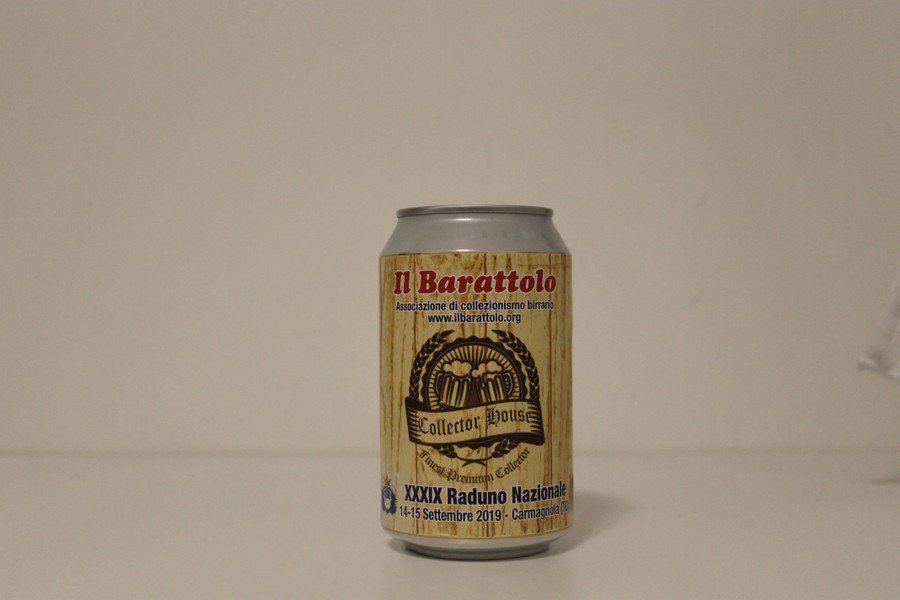 Il Barattolo
Associazione di collezionismo birrario
www.ilbarattolo.org
Collector House
Finest Premium Collector
XXXIX Raduno Nazionale
14-15 Settembre 2019 - Carmagnola (TO)